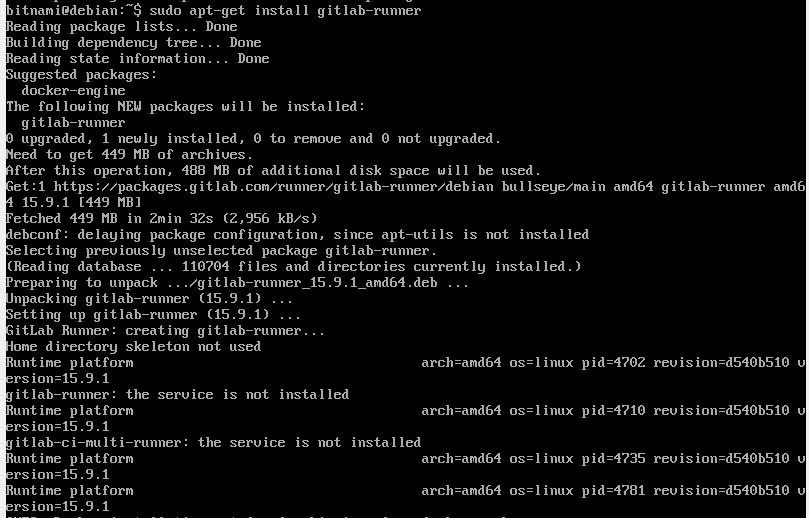 bitnami@debian:~$ sudo apt-get install gitlab-runner
Reading package lists... Done
Building dependency tree... Done
Reading state information... Done
Suggested packages:
  docker-engine
The following NEW packages will be installed:
  gitlab-runner
0 upgraded, 1 newly installed, 0 to remove and 0 not upgraded.
Need to get 449 MB of archives.
After this operation, 488 MB of additional disk space will be used.
Get:1 https://packages.gitlab.com/runner/gitlab-runner/debian bullseye/main amd64 gitlab-runner amd6
4 15.9.1 [449 MB]
Fetched 449 MB in 2min 32s (2,956 kB/s)
debconf: delaying package configuration, since apt-utils is not installed
Selecting previously unselected package gitlab-runner.
(Reading database ... 110704 files and directories currently installed.)
Preparing to unpack .../gitlab-runner_15.9.1_amd64.deb ...
Unpacking gitlab-runner (15.9.1) ...
Setting up gitlab-runner (15.9.1) ...
GitLab Runner: creating gitlab-runner...
Home directory skeleton not used
Runtime platform                                    arch=amd64 os=linux pid=4702 revision=d540b510 v
ersion=15.9.1
gitlab-runner: the service is not installed
Runtime platform                                    arch=amd64 os=linux pid=4710 revision=d540b510 v
ersion=15.9.1
gitlab-ci-multi-runner: the service is not installed
Runtime platform                                    arch=amd64 os=linux pid=4735 revision=d540b510 v
ersion=15.9.1
Runtime platform                                    arch=amd64 os=linux pid=4781 revision=d540b510 v
ersion=15.9.1